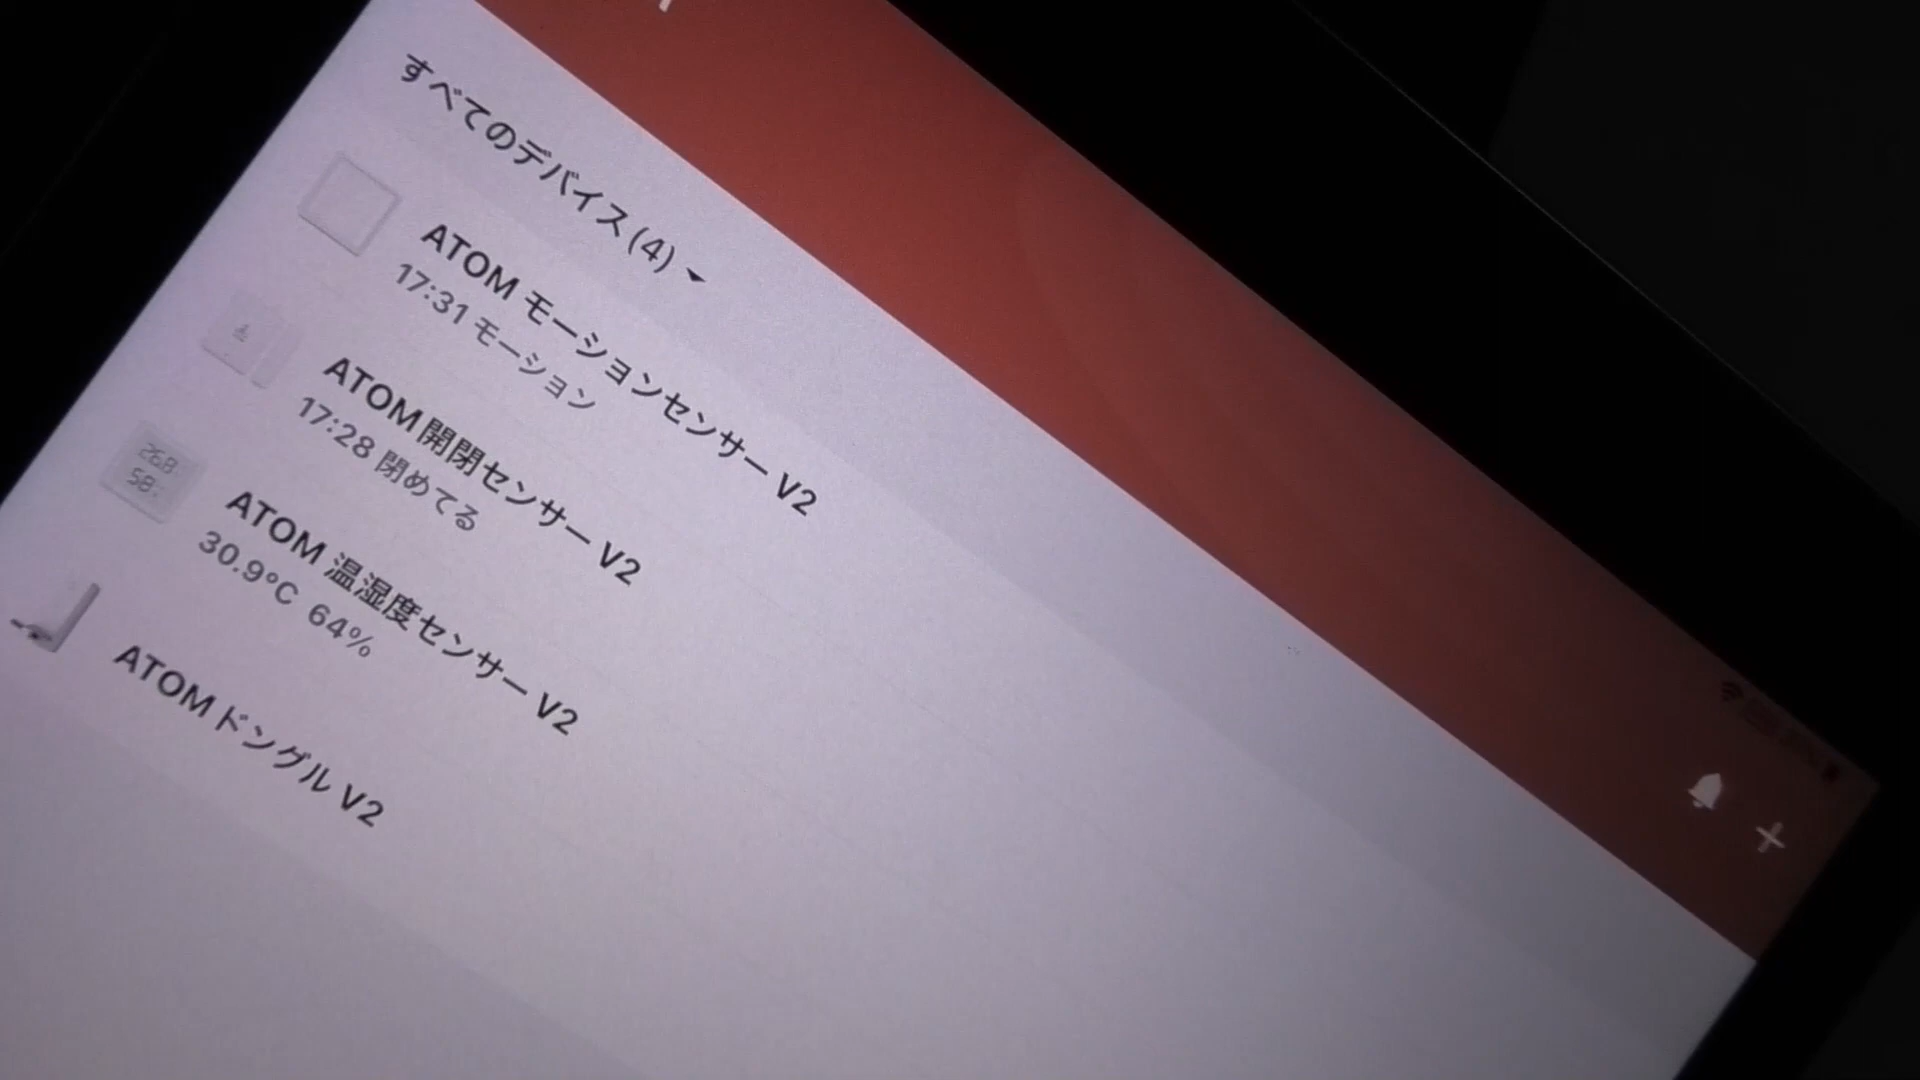 すべてのデバイス (4)
ATOM モーションセンサー V2
17:31 モーション
ATOM 開閉センサー V2
17:28 閉めてる
26.8
58
ATOM 温湿度センサー V2
30.9°C 64%
ATOM ドングル V2